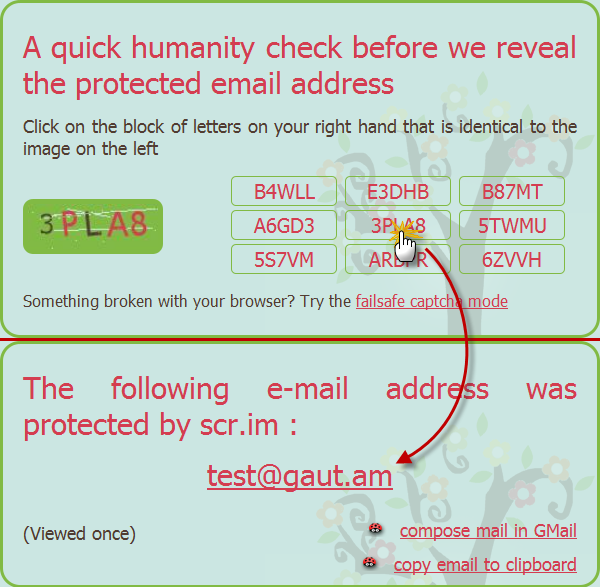 A quick humanity check before we reveal
the protected email address
Click on the block of letters on your right hand that is identical to the
image on the left
3PLA8
B4WLL E3DHB B87MT
A6GD3 3PLA8 5TWMU
5S7VM 6ZVVH
Something broken with your browser? Try the failsafe captcha mode
The following e-mail address was
protected by scr.im :
test@gaut.am
(Viewed once)
compose mail in GMail
copy email to clipboard